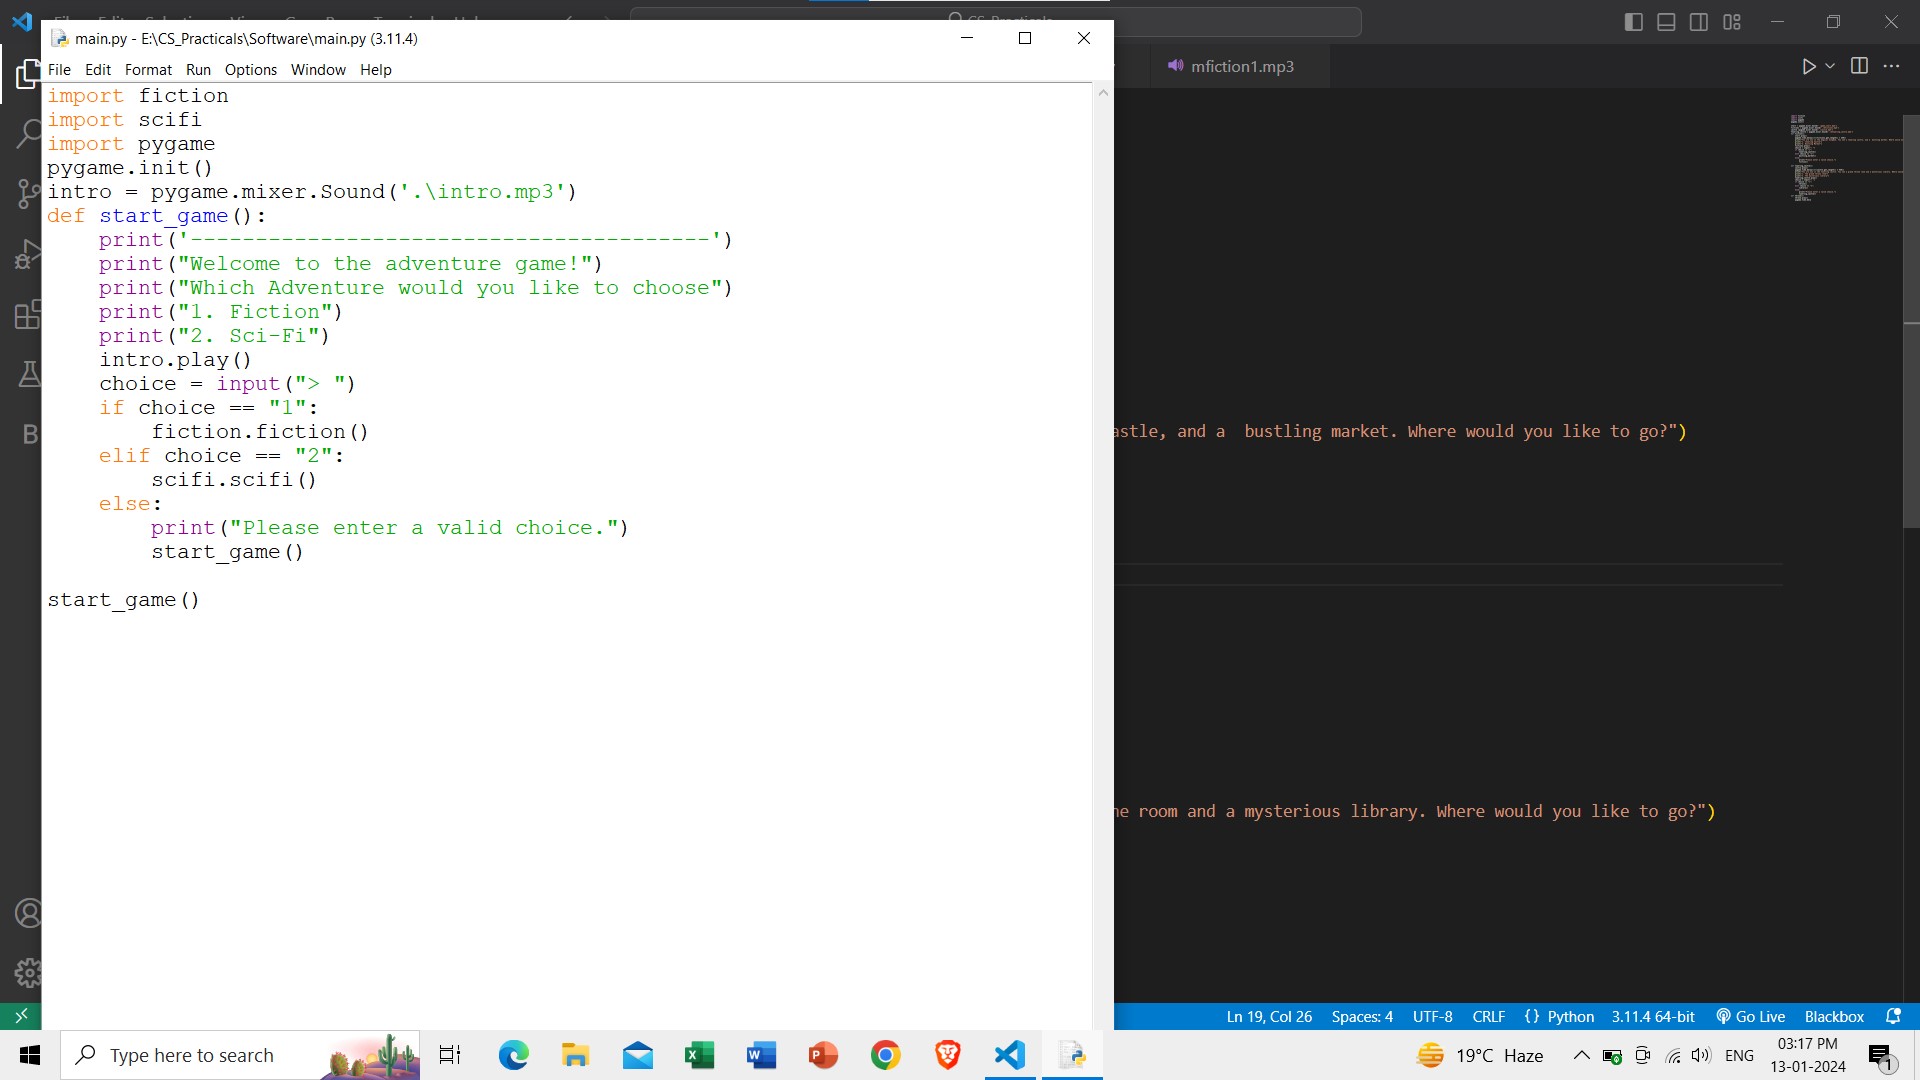 main.py - E:\CS_Practicals\Software\main.py (3.11.4)
File Edit Format Run Options Window Help
import fiction
import scifi
import pygame
pygame.init()
intro = pygame.mixer.Sound('.\intro.mp3')
def start_game():
    print('----------------------------------------')
    print("Welcome to the adventure game!")
    print("Which Adventure would you like to choose")
    print("1. Fiction")
    print("2. Sci-Fi")
    intro.play()
    choice = input("> ")
    if choice == "1":
        fiction.fiction()
    elif choice == "2":
        scifi.scifi()
    else:
        print("Please enter a valid choice.")
        start_game()
start_game()
mfiction1.mp3
astle, and a  bustling market. Where would you like to go?")
room and a mysterious library. Where would you like to go?")
Ln 19, Col 26 Spaces: 4 UTF-8 CRLF {} Python 3.11.4 64-bit Go Live Blackbox
Type here to search
19°C Haze
ENG
03:17 PM
13-01-2024
1